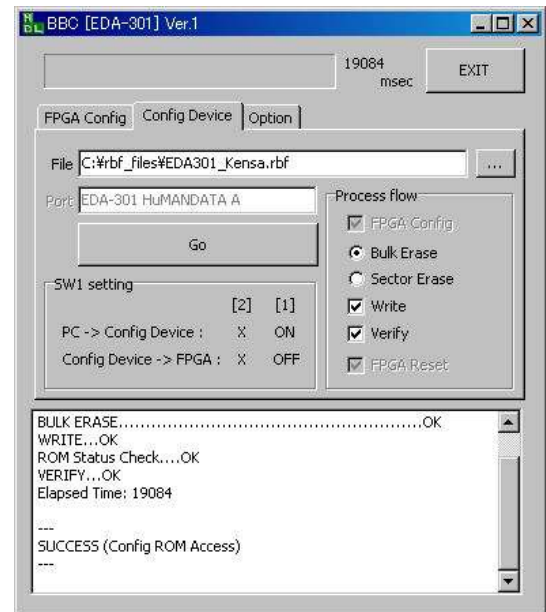 BBC [EDA-301] Ver.1
19084
msec
EXIT
FPGA Config Config Device Option
File C:¥rbf_files¥EDA301_Kensa.rbf ...
Port EDA-301 HuMANDATA A
Go
Process flow
FPGA Config
Bulk Erase
Sector Erase
Write
Verify
FPGA Reset
SW1 setting
[2] [1]
PC -> Config Device : X ON
Config Device -> FPGA : X OFF
BULK ERASE......................................................OK
WRITE...OK
ROM Status Check....OK
VERIFY...OK
Elapsed Time: 19084
---
SUCCESS (Config ROM Access)
---